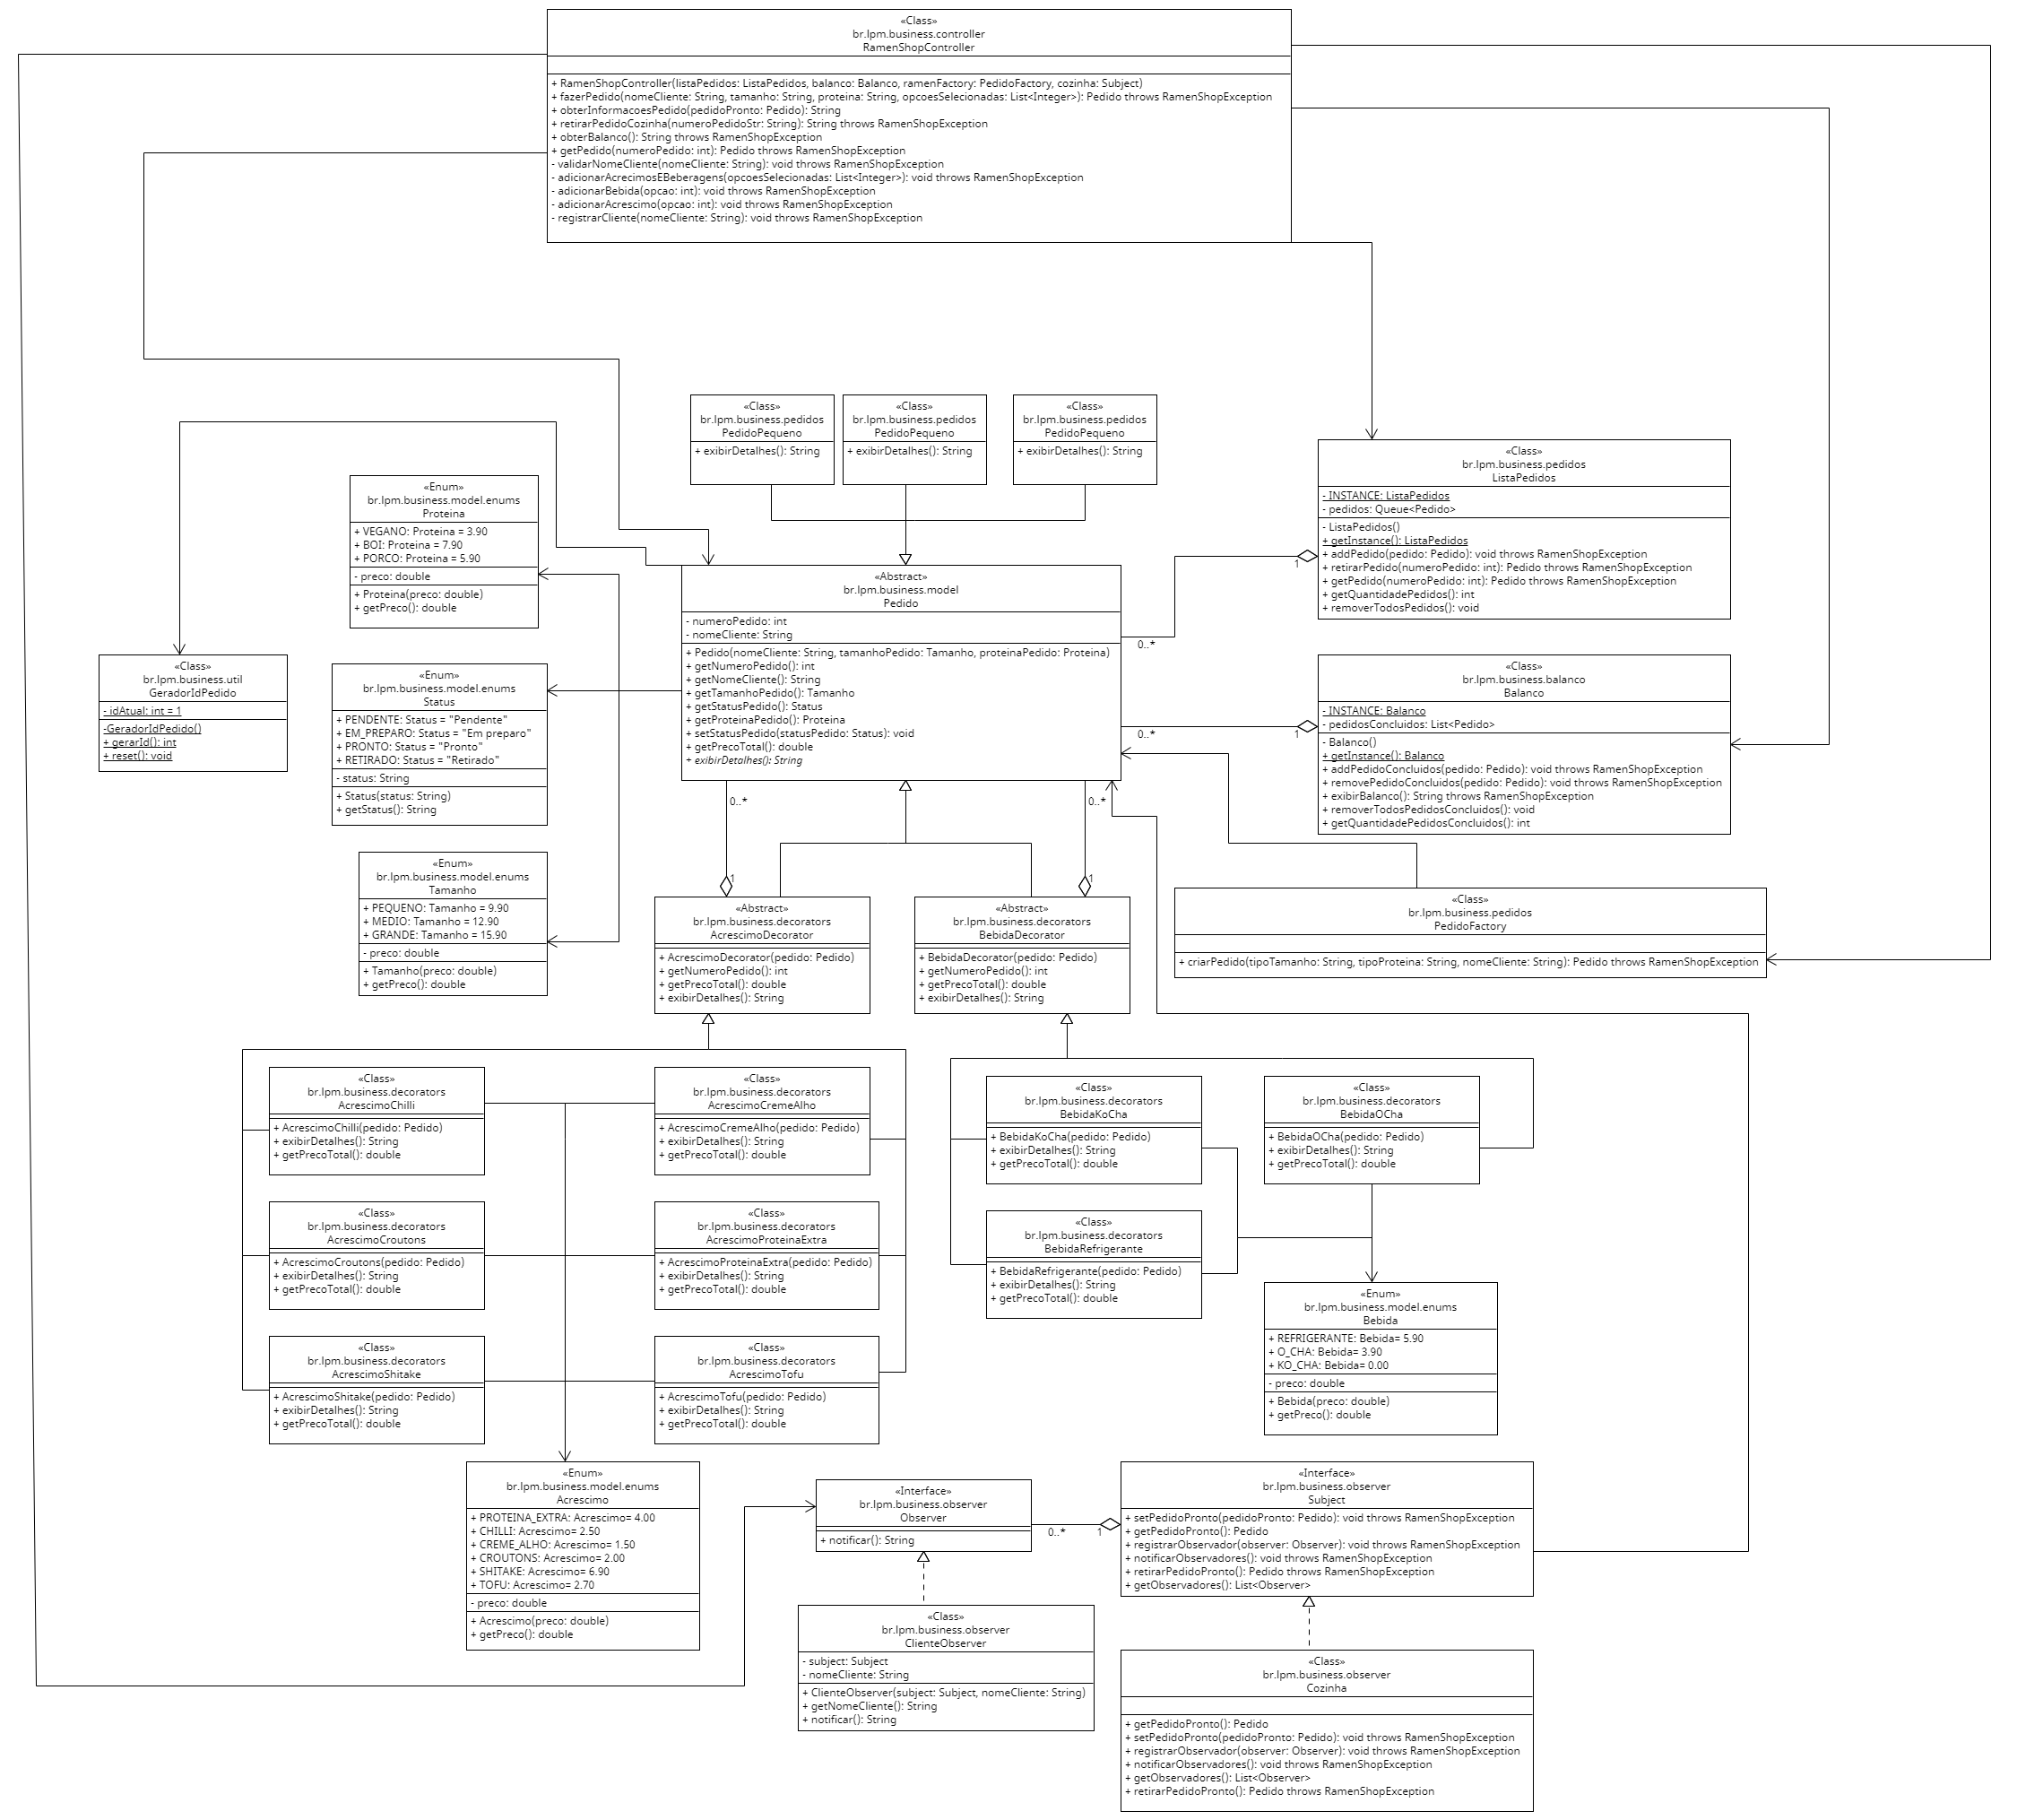 «Class»
br.lpm.business.controller
RamenShopController
+ RamenShopController(listaPedidos: ListaPedidos, balanco: Balanco, ramenFactory: PedidoFactory, cozinha: Subject)
+ fazerPedido(nomeCliente: String, tamanho: String, proteina: String, opcoesSelecionadas: List<Integer>): Pedido throws RamenShopException
+ obterInformacoesPedido(pedidoPronto: Pedido): String
+ retirarPedidoCozinha(numeroPedidoStr: String): String throws RamenShopException
+ obterBalanco(): String throws RamenShopException
+ getPedido(numeroPedido: int): Pedido throws RamenShopException
- validarNomeCliente(nomeCliente: String): void throws RamenShopException
- adicionarAcrecimosEBeberagens(opcoesSelecionadas: List<Integer>): void throws RamenShopException
- adicionarBebida(opcao: int): void throws RamenShopException
- adicionarAcrescimo(opcao: int): void throws RamenShopException
- registrarCliente(nomeCliente: String): void throws RamenShopException
«Class»
br.lpm.business.pedidos
PedidoPequeno
+ exibirDetalhes(): String
«Class»
br.lpm.business.pedidos
PedidoPequeno
+ exibirDetalhes(): String
«Class»
br.lpm.business.pedidos
PedidoPequeno
+ exibirDetalhes(): String
«Class»
br.lpm.business.pedidos
ListaPedidos
- INSTANCE: ListaPedidos
- pedidos: Queue<Pedido>
- ListaPedidos()
+ getInstance(): ListaPedidos
+ addPedido(pedido: Pedido): void throws RamenShopException
+ retirarPedido(numeroPedido: int): Pedido throws RamenShopException
+ getPedido(numeroPedido: int): Pedido throws RamenShopException
+ getQuantidadePedidos(): int
+ removerTodosPedidos(): void
1
0..*
«Enum»
br.lpm.business.model.enums
Proteina
+ VEGANO: Proteina = 3.90
+ BOI: Proteina = 7.90
+ PORCO: Proteina = 5.90
- preco: double
+ Proteina(preco: double)
+ getPreco(): double
«Abstract»
br.lpm.business.model
Pedido
- numeroPedido: int
- nomeCliente: String
+ Pedido(nomeCliente: String, tamanhoPedido: Tamanho, proteinaPedido: Proteina)
+ getNumeroPedido(): int
+ getNomeCliente(): String
+ getTamanhoPedido(): Tamanho
+ getStatusPedido(): Status
+ getProteinaPedido(): Proteina
+ setStatusPedido(statusPedido: Status): void
+ getPrecoTotal(): double
+ exibirDetalhes(): String
«Class»
br.lpm.business.util
GeradorIdPedido
- idAtual: int = 1
-GeradorIdPedido()
+ gerarId(): int
+ reset(): void
«Enum»
br.lpm.business.model.enums
Status
+ PENDENTE: Status = "Pendente"
+ EM_PREPARO: Status = "Em preparo"
+ PRONTO: Status = "Pronto"
+ RETIRADO: Status = "Retirado"
- status: String
+ Status(status: String)
+ getStatus(): String
«Class»
br.lpm.business.balanco
Balanco
- INSTANCE: Balanco
- pedidosConcluidos: List<Pedido>
- Balanco()
+ getInstance(): Balanco
+ addPedidoConcluidos(pedido: Pedido): void throws RamenShopException
+ removePedidoConcluidos(pedido: Pedido): void throws RamenShopException
+ exibirBalanco(): String throws RamenShopException
+ removerTodosPedidosConcluidos(): void
+ getQuantidadePedidosConcluidos(): int
1
0..*
0..*
0..*
1
1
«Enum»
br.lpm.business.model.enums
Tamanho
+ PEQUENO: Tamanho = 9.90
+ MEDIO: Tamanho = 12.90
+ GRANDE: Tamanho = 15.90
- preco: double
+ Tamanho(preco: double)
+ getPreco(): double
«Abstract»
br.lpm.business.decorators
AcrescimoDecorator
+ AcrescimoDecorator(pedido: Pedido)
+ getNumeroPedido(): int
+ getPrecoTotal(): double
+ exibirDetalhes(): String
«Abstract»
br.lpm.business.decorators
BebidaDecorator
+ BebidaDecorator(pedido: Pedido)
+ getNumeroPedido(): int
+ getPrecoTotal(): double
+ exibirDetalhes(): String
«Class»
br.lpm.business.pedidos
PedidoFactory
+ criarPedido(tipoTamanho: String, tipoProteina: String, nomeCliente: String): Pedido throws RamenShopException
«Class»
br.lpm.business.decorators
AcrescimoChilli
+ AcrescimoChilli(pedido: Pedido)
+ exibirDetalhes(): String
+ getPrecoTotal(): double
«Class»
br.lpm.business.decorators
AcrescimoCremeAlho
+ AcrescimoCremeAlho(pedido: Pedido)
+ exibirDetalhes(): String
+ getPrecoTotal(): double
«Class»
br.lpm.business.decorators
BebidaKoCha
+ BebidaKoCha(pedido: Pedido)
+ exibirDetalhes(): String
+ getPrecoTotal(): double
«Class»
br.lpm.business.decorators
BebidaOCha
+ BebidaOCha(pedido: Pedido)
+ exibirDetalhes(): String
+ getPrecoTotal(): double
«Class»
br.lpm.business.decorators
AcrescimoCroutons
+ AcrescimoCroutons(pedido: Pedido)
+ exibirDetalhes(): String
+ getPrecoTotal(): double
«Class»
br.lpm.business.decorators
AcrescimoProteinaExtra
+ AcrescimoProteinaExtra(pedido: Pedido)
+ exibirDetalhes(): String
+ getPrecoTotal(): double
«Class»
br.lpm.business.decorators
BebidaRefrigerante
+ BebidaRefrigerante(pedido: Pedido)
+ exibirDetalhes(): String
+ getPrecoTotal(): double
«Enum»
br.lpm.business.model.enums
Bebida
+ REFRIGERANTE: Bebida= 5.90
+ O_CHA: Bebida= 3.90
+ KO_CHA: Bebida= 0.00
- preco: double
+ Bebida(preco: double)
+ getPreco(): double
«Class»
br.lpm.business.decorators
AcrescimoShitake
+ AcrescimoShitake(pedido: Pedido)
+ exibirDetalhes(): String
+ getPrecoTotal(): double
«Class»
br.lpm.business.decorators
AcrescimoTofu
+ AcrescimoTofu(pedido: Pedido)
+ exibirDetalhes(): String
+ getPrecoTotal(): double
«Enum»
br.lpm.business.model.enums
Acrescimo
+ PROTEINA_EXTRA: Acrescimo= 4.00
+ CHILLI: Acrescimo= 2.50
+ CREME_ALHO: Acrescimo= 1.50
+ CROUTONS: Acrescimo= 2.00
+ SHITAKE: Acrescimo= 6.90
+ TOFU: Acrescimo= 2.70
- preco: double
+ Acrescimo(preco: double)
+ getPreco(): double
«Interface»
br.lpm.business.observer
Observer
+ notificar(): String
0..*
1
«Interface»
br.lpm.business.observer
Subject
+ setPedidoPronto(pedidoPronto: Pedido): void throws RamenShopException
+ getPedidoPronto(): Pedido
+ registrarObservador(observer: Observer): void throws RamenShopException
+ notificarObservadores(): void throws RamenShopException
+ retirarPedidoPronto(): Pedido throws RamenShopException
+ getObservadores(): List<Observer>
«Class»
br.lpm.business.observer
ClienteObserver
- subject: Subject
- nomeCliente: String
+ ClienteObserver(subject: Subject, nomeCliente: String)
+ getNomeCliente(): String
+ notificar(): String
«Class»
br.lpm.business.observer
Cozinha
+ getPedidoPronto(): Pedido
+ setPedidoPronto(pedidoPronto: Pedido): void throws RamenShopException
+ registrarObservador(observer: Observer): void throws RamenShopException
+ notificarObservadores(): void throws RamenShopException
+ getObservadores(): List<Observer>
+ retirarPedidoPronto(): Pedido throws RamenShopException